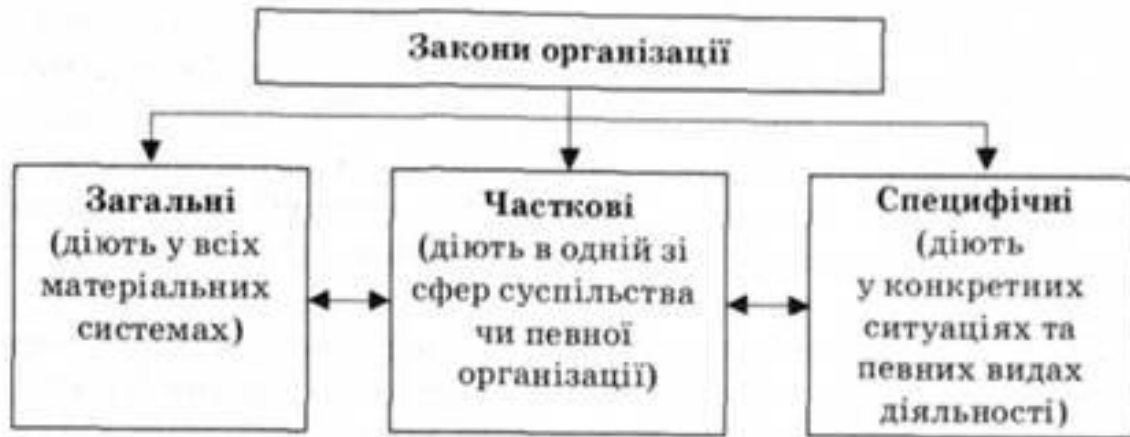 Закони організації
Загальні
(діють у всіх
матеріальних
системах)
Часткові
(діють в одній зі
сфер суспільства
чи певної
організації)
Специфічні
(діють
у конкретних
ситуаціях та
певних видах
діяльності)